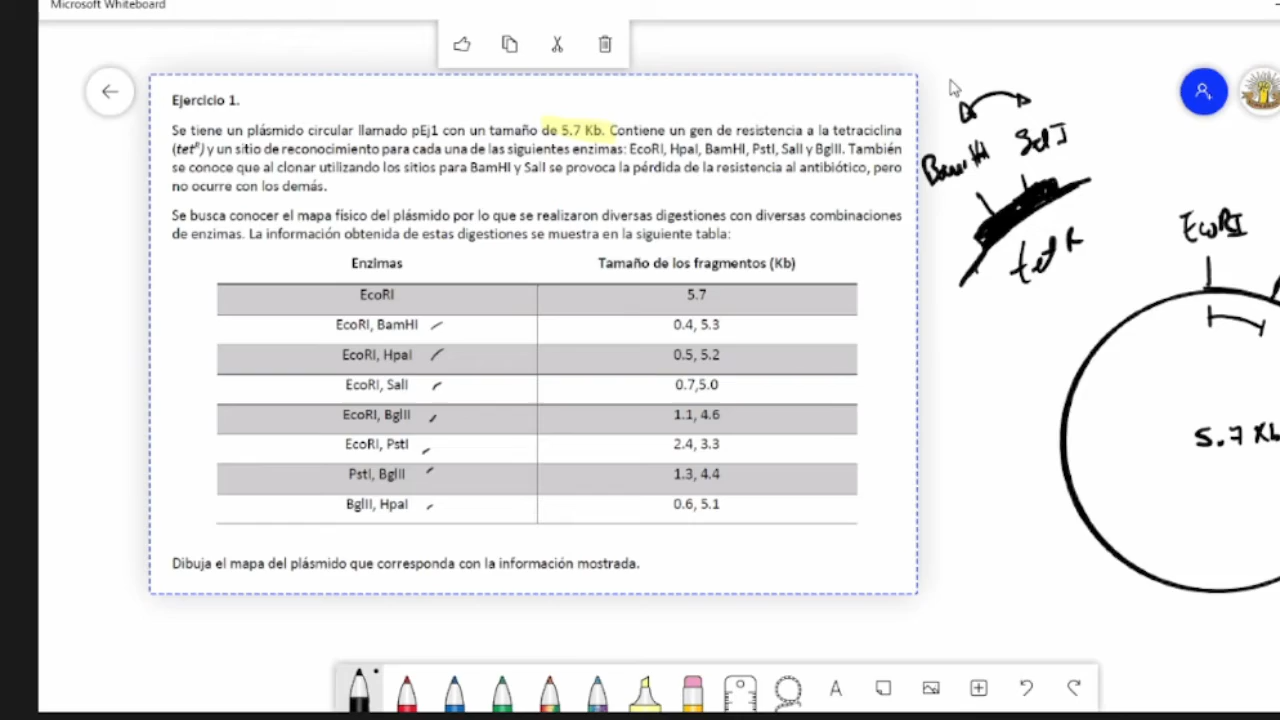 Microsoft Whiteboard
Ejercicio 1.
Se tiene un plásmido circular llamado pEj1 con un tamaño de 5.7 Kb. Contiene un gen de resistencia a la tetraciclina
(tetᴿ) y un sitio de reconocimiento para cada una de las siguientes enzimas: EcoRI, HpaI, BamHI, PstI, SalI y BglII. También
se conoce que al clonar utilizando los sitios para BamHI y SalI se provoca la pérdida de la resistencia al antibiótico, pero
no ocurre con los demás.
Se busca conocer el mapa físico del plásmido por lo que se realizaron diversas digestiones con diversas combinaciones
de enzimas. La información obtenida de estas digestiones se muestra en la siguiente tabla:
Enzimas Tamaño de los fragmentos (Kb)
EcoRI 5.7
EcoRI, BamHI 0.4, 5.3
EcoRI, HpaI 0.5, 5.2
EcoRI, SalI 0.7,5.0
EcoRI, BglII 1.1, 4.6
EcoRI, PstI 2.4, 3.3
PstI, BglII 1.3, 4.4
BglII, HpaI 0.6, 5.1
Dibuja el mapa del plásmido que corresponda con la información mostrada.
BamHI SalI
tet R
EcoRI
5.7 Kb
A